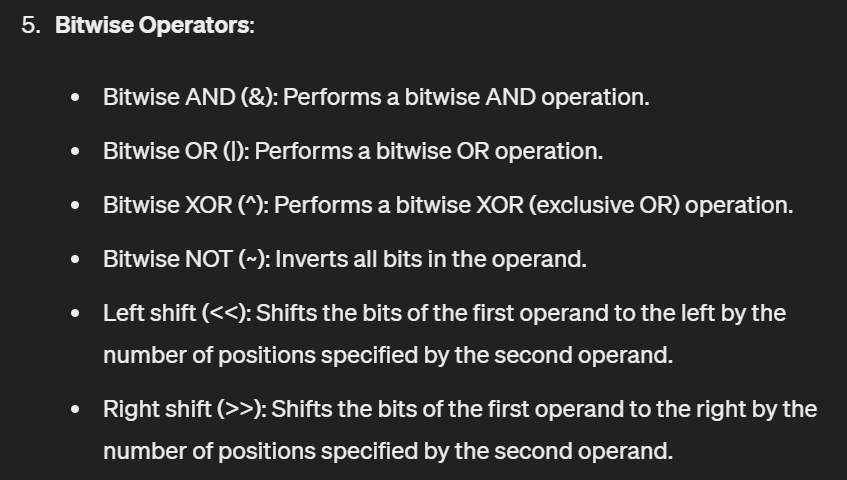 5. Bitwise Operators:
• Bitwise AND (&): Performs a bitwise AND operation.
• Bitwise OR (|): Performs a bitwise OR operation.
• Bitwise XOR (^): Performs a bitwise XOR (exclusive OR) operation.
• Bitwise NOT (~): Inverts all bits in the operand.
• Left shift (<<): Shifts the bits of the first operand to the left by the
number of positions specified by the second operand.
• Right shift (>>): Shifts the bits of the first operand to the right by the
number of positions specified by the second operand.